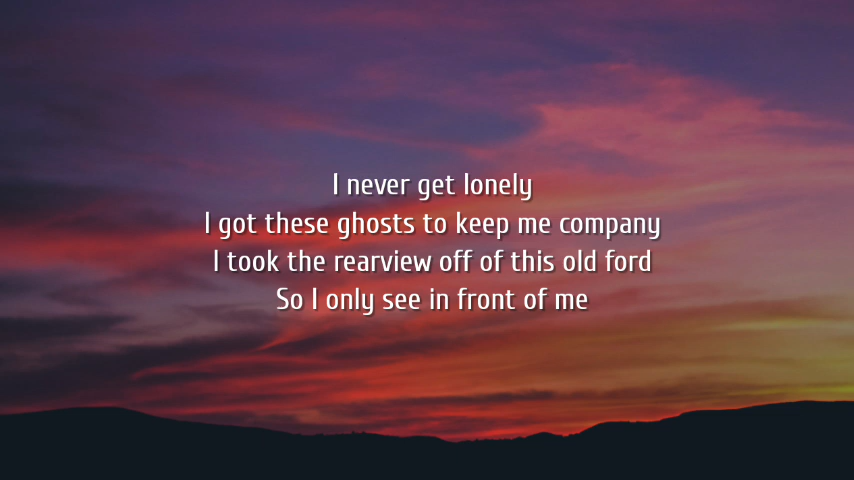 I never get lonely
I got these ghosts to keep me company
I took the rearview off of this old ford
So I only see in front of me